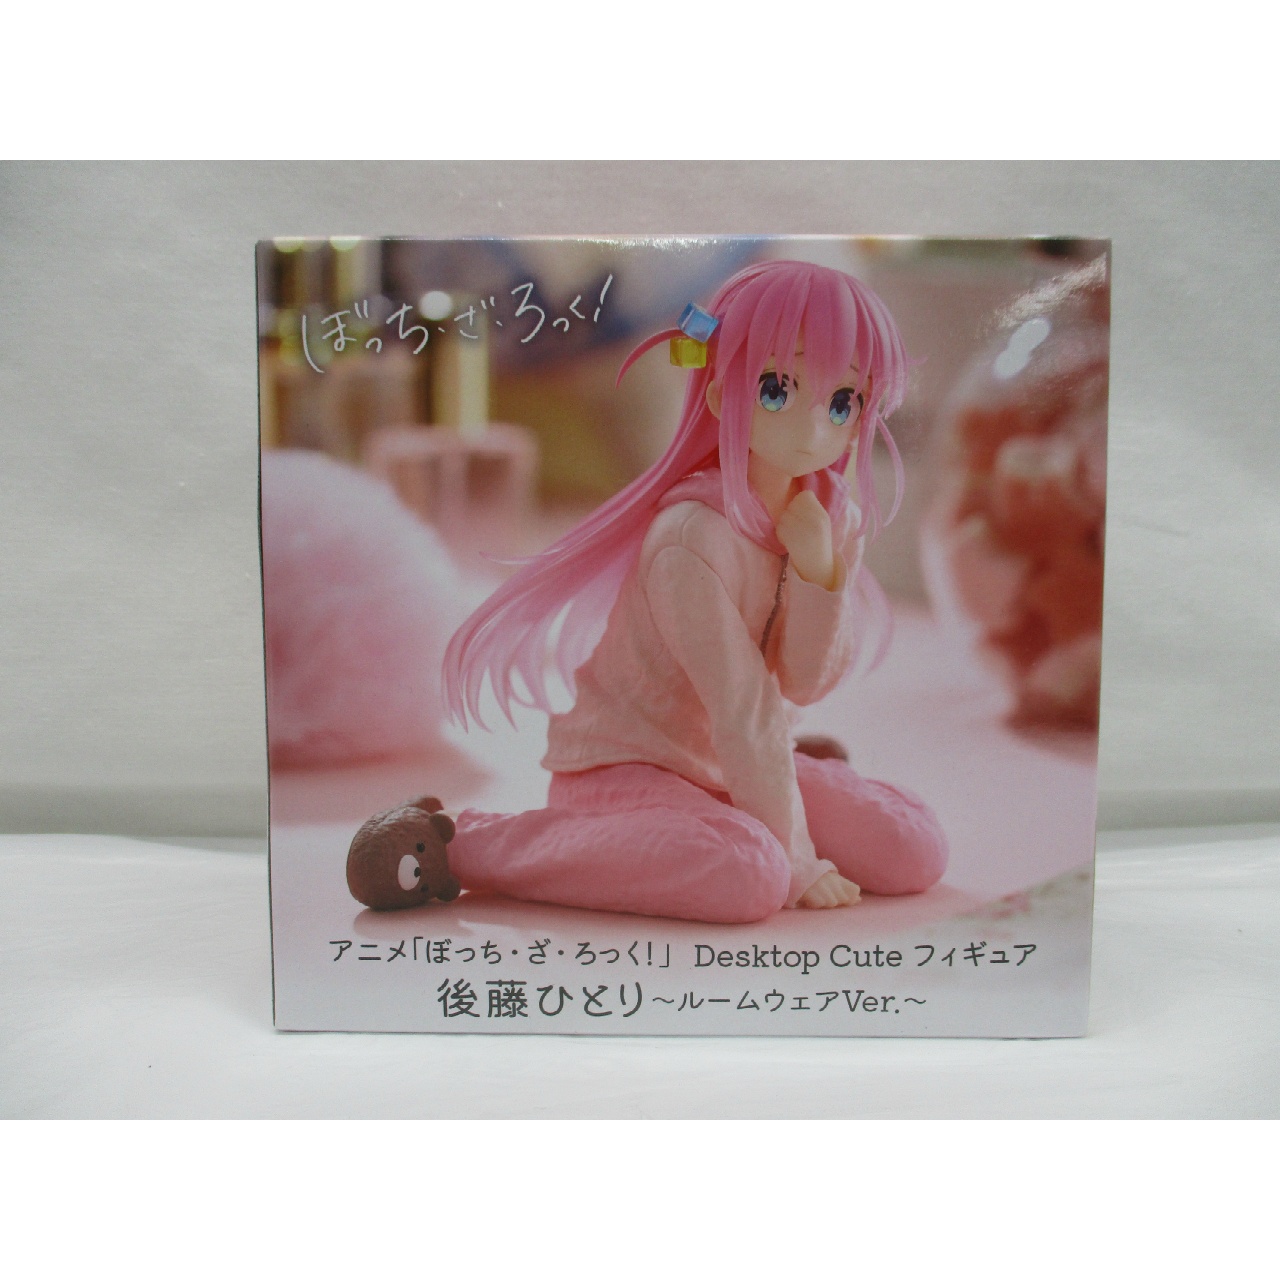 ぼっち・ざ・ろっく!
アニメ「ぼっち・ざ・ろっく!」 Desktop Cute フィギュア
後藤ひとり～ルームウェアVer.～